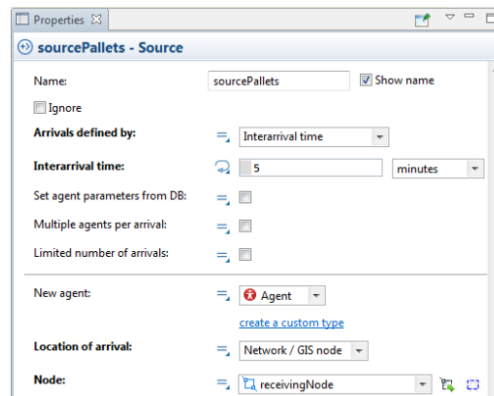 Properties
sourcePallets - Source
Name: sourcePallets Show name
Ignore
Arrivals defined by: Interarrival time
Interarrival time: 5 minutes
Set agent parameters from DB:
Multiple agents per arrival:
Limited number of arrivals:
New agent: Agent
create a custom type
Location of arrival: Network / GIS node
Node: receivingNode